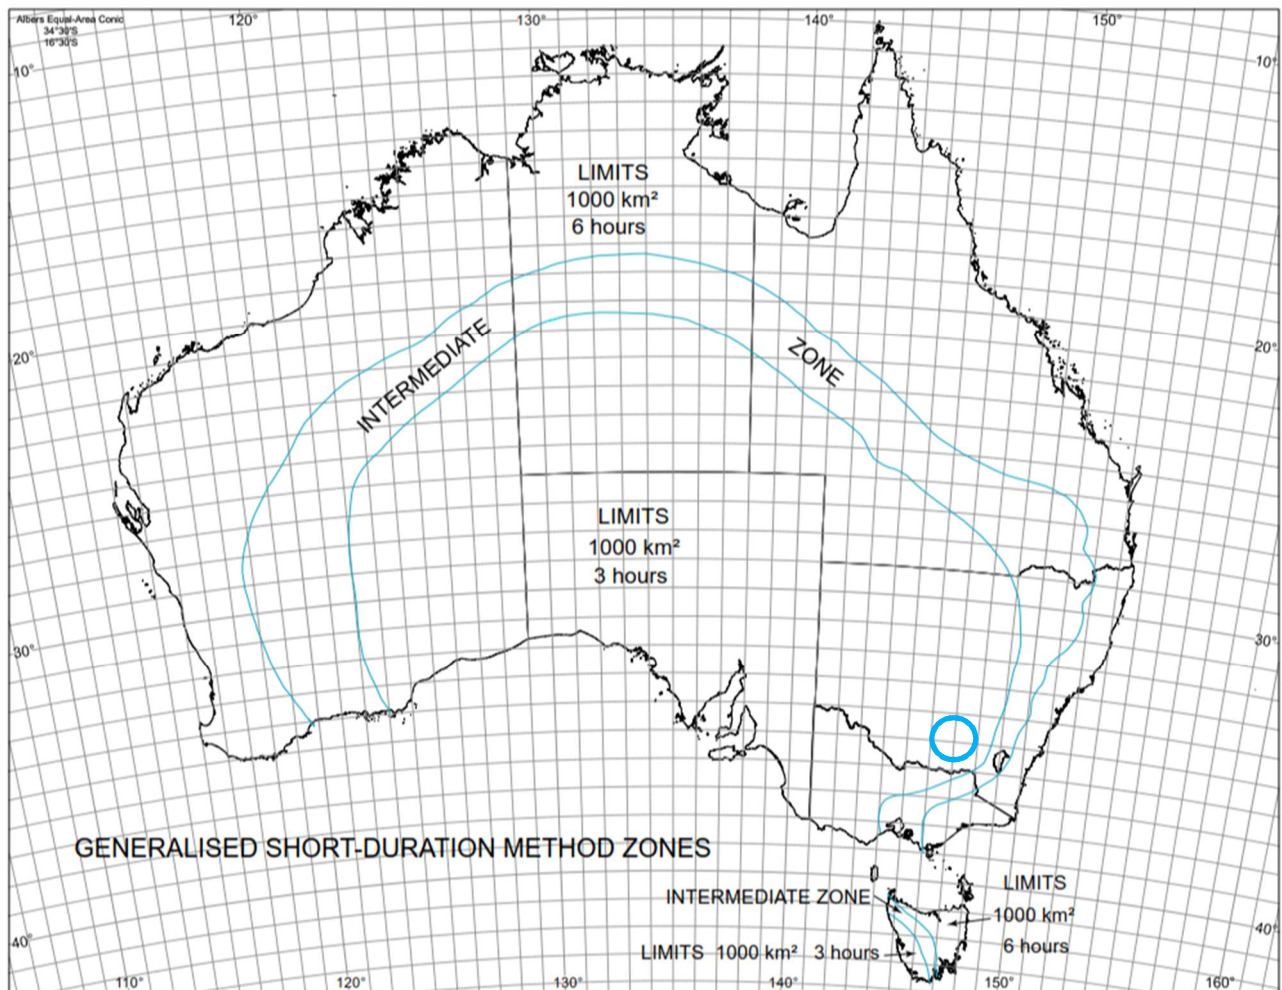 Albers Equal-Area Conic
34°30'S
16°30'S
120°
130°
140°
150°
10°
10°
LIMITS
1000 km²
6 hours
INTERMEDIATE
ZONE
20°
20°
LIMITS
1000 km²
3 hours
30°
30°
GENERALISED SHORT-DURATION METHOD ZONES
INTERMEDIATE ZONE
LIMITS
1000 km²
6 hours
LIMITS 1000 km² 3 hours
40°
40°
110°
120°
130°
140°
150°
160°